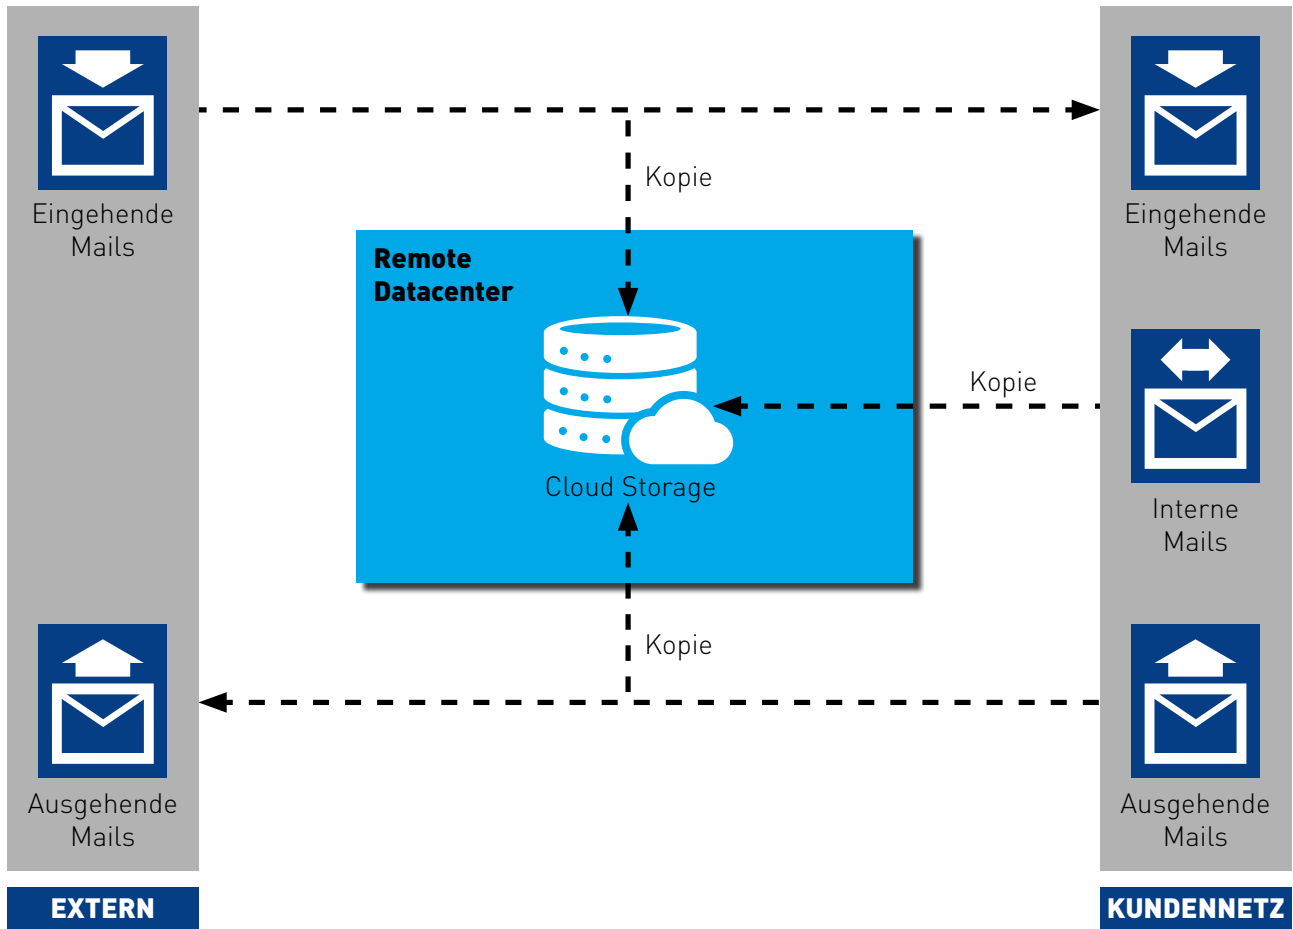 Eingehende
Mails
Ausgehende
Mails
EXTERN
Kopie
Remote
Datacenter
Cloud Storage
Kopie
Kopie
Eingehende
Mails
Interne
Mails
Ausgehende
Mails
KUNDENNETZ